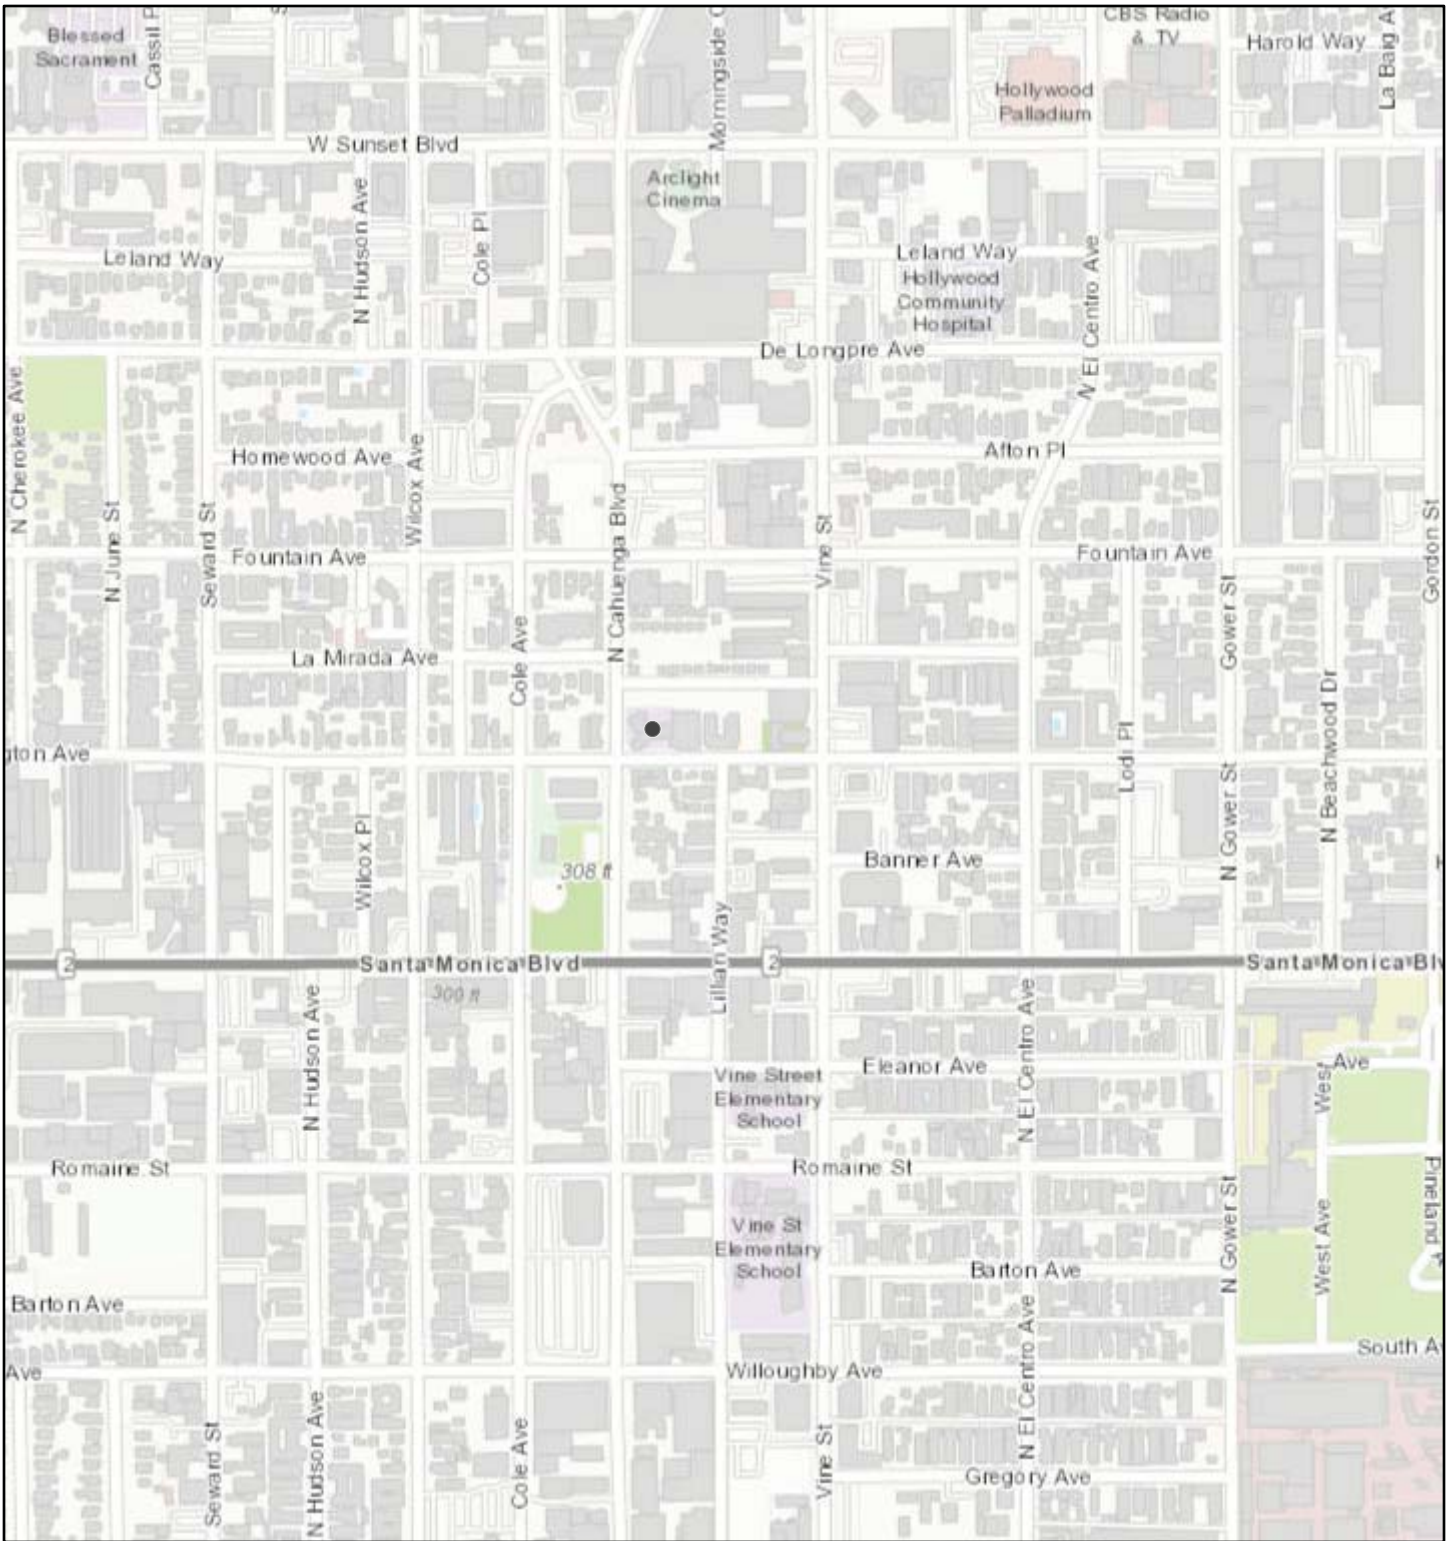 CBS Radio
& TV
Blessed
Sacrament
Morningside
Harold Way
La Baig
Hollywood
Palladium
W Sunset Blvd
Arclight
Cinema
N Hudson Ave
Cole Pl
Leland Way
Leland Way
N El Centro Ave
Hollywood
Community
Hospital
De Longpre Ave
N Cherokee Ave
Homewood Ave
Wilcox Ave
Afton Pl
N June St
Seward St
N Cahuenga Blvd
Vine St
Gordon St
Fountain Ave
Fountain Ave
Gower St
La Mirada Ave
Cole Ave
N Beachwood Dr
Lodi Pl
gton Ave
Wilcox Pl
N Gower St
Banner Ave
308 ft
Lillian Way
2
Santa Monica Blvd
2
Santa Monica Blv
300 ft
N Hudson Ave
N El Centro Ave
Eleanor Ave
West Ave
Vine Street
Elementary
School
Romaine St
Romaine St
Pineland
Vine St
Elementary
School
N Gower St
West Ave
Barton Ave
Barton Ave
N El Centro Ave
South A
Ave
Willoughby Ave
Seward St
N Hudson Ave
Cole Ave
Vine St
Gregory Ave